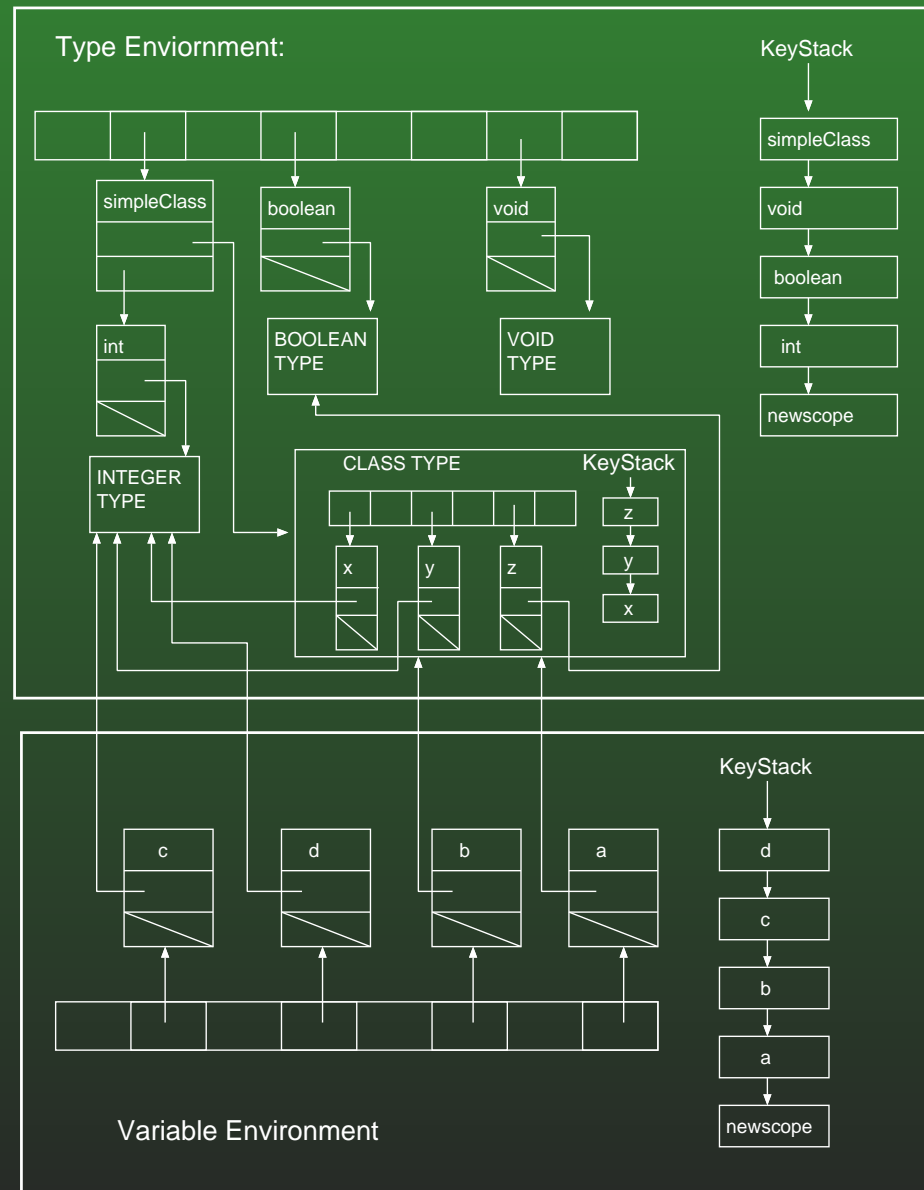 Type Enviornment:
KeyStack
simpleClass
void
boolean
int
newscope
simpleClass
boolean
void
int
BOOLEAN
TYPE
VOID
TYPE
INTEGER
TYPE
CLASS TYPE
KeyStack
z
y
x
x
y
z
KeyStack
d
c
b
a
newscope
c
d
b
a
Variable Environment